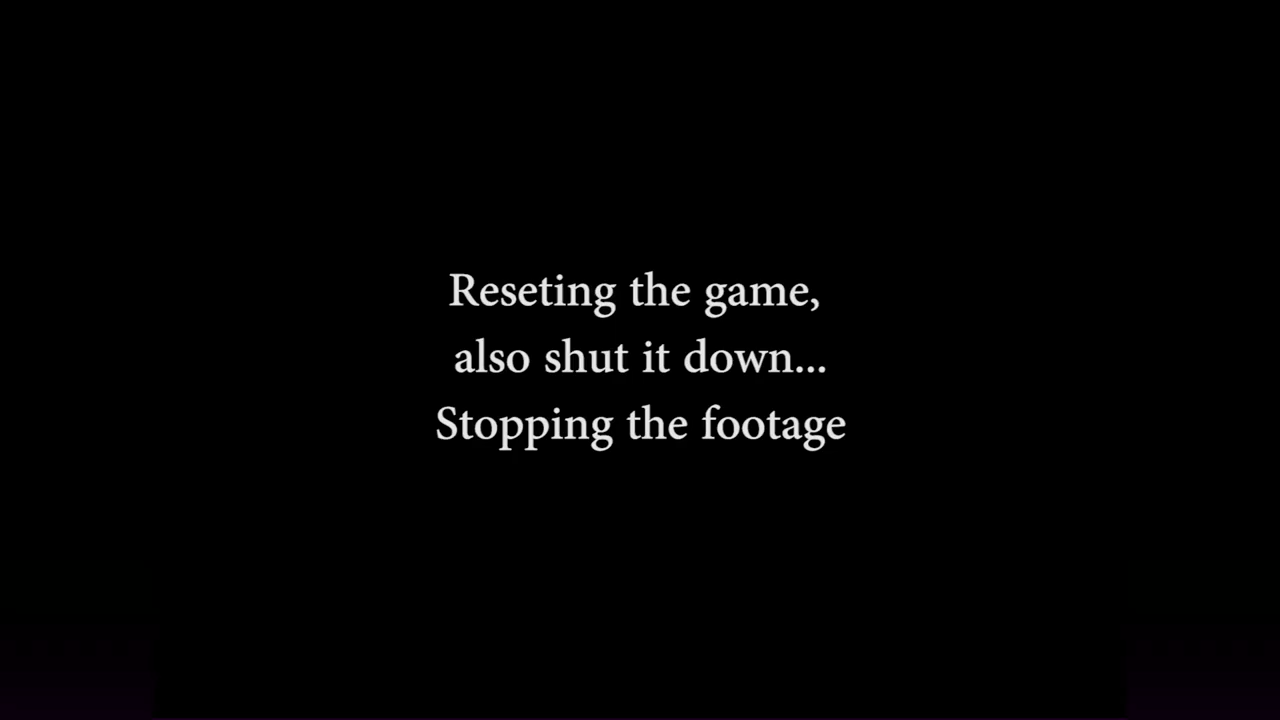 Reseting the game,
also shut it down...
Stopping the footage